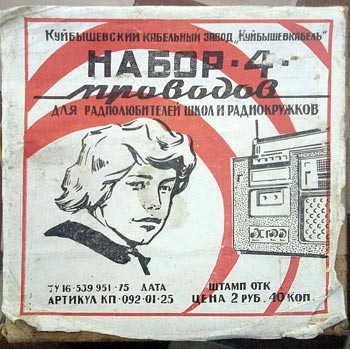 КУЙБЫШЕВСКИЙ КАБЕЛЬНЫЙ ЗАВОД „КУЙБЫШЕВКАБЕЛЬ"
НАБОР·4·
проводов
ДЛЯ РАДИОЛЮБИТЕЛЕЙ ШКОЛ И РАДИОКРУЖКОВ
ТУ 16-539.951-75 ДАТА ШТАМП ОТК
АРТИКУЛ КП-092-01-25 ЦЕНА 2 РУБ. 40 КОП